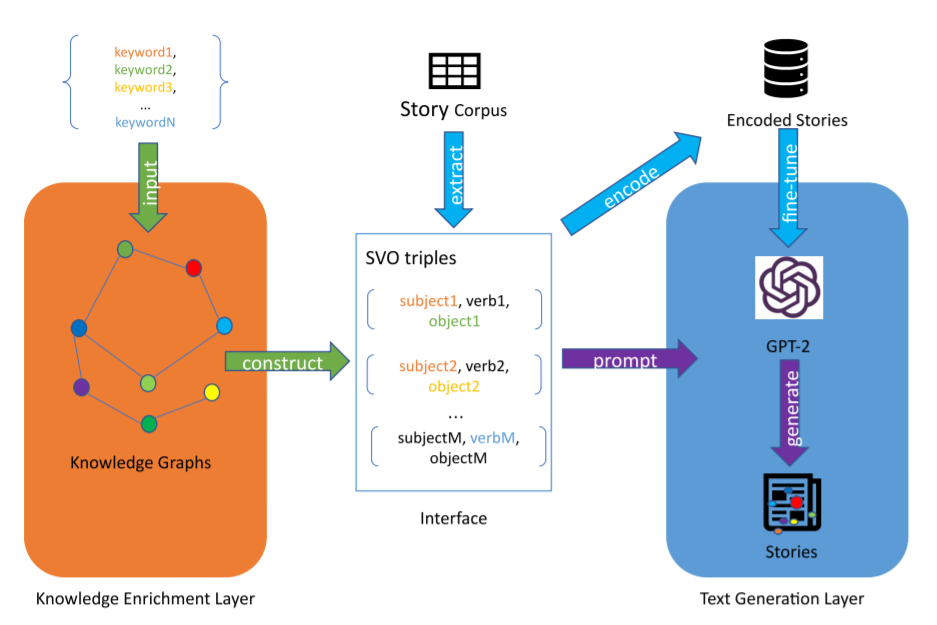 keyword1,
keyword2,
keyword3,
...
keywordN
input
Knowledge Graphs
Knowledge Enrichment Layer
construct
Story Corpus
extract
SVO triples
subject1, verb1,
object1
subject2, verb2,
object2
...
subjectM, verbM,
objectM
Interface
encode
prompt
Encoded Stories
fine-tune
GPT-2
generate
Stories
Text Generation Layer